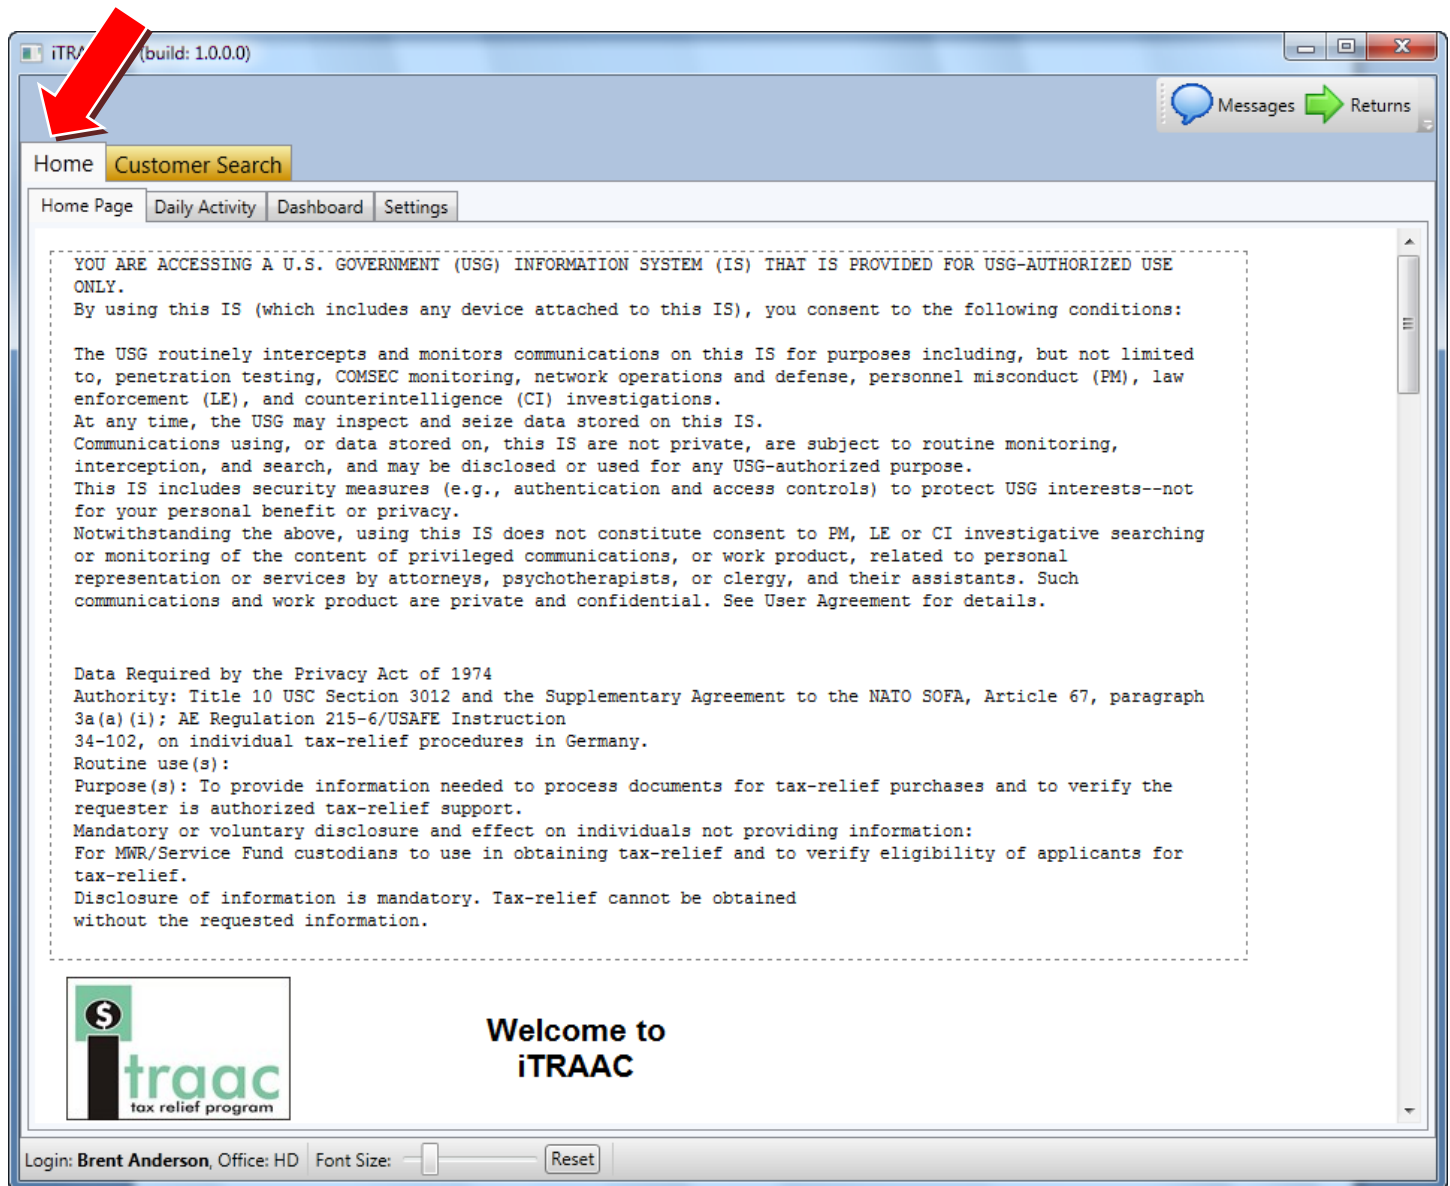 (build: 1.0.0.0)
Messages Returns
Home Customer Search
Home Page Daily Activity Dashboard Settings
YOU ARE ACCESSING A U.S. GOVERNMENT (USG) INFORMATION SYSTEM (IS) THAT IS PROVIDED FOR USG-AUTHORIZED USE
ONLY.
By using this IS (which includes any device attached to this IS), you consent to the following conditions:
The USG routinely intercepts and monitors communications on this IS for purposes including, but not limited
to, penetration testing, COMSEC monitoring, network operations and defense, personnel misconduct (PM), law
enforcement (LE), and counterintelligence (CI) investigations.
At any time, the USG may inspect and seize data stored on this IS.
Communications using, or data stored on, this IS are not private, are subject to routine monitoring,
interception, and search, and may be disclosed or used for any USG-authorized purpose.
This IS includes security measures (e.g., authentication and access controls) to protect USG interests--not
for your personal benefit or privacy.
Notwithstanding the above, using this IS does not constitute consent to PM, LE or CI investigative searching
or monitoring of the content of privileged communications, or work product, related to personal
representation or services by attorneys, psychotherapists, or clergy, and their assistants. Such
communications and work product are private and confidential. See User Agreement for details.
Data Required by the Privacy Act of 1974
Authority: Title 10 USC Section 3012 and the Supplementary Agreement to the NATO SOFA, Article 67, paragraph
3a(a)(i); AE Regulation 215-6/USAFE Instruction
34-102, on individual tax-relief procedures in Germany.
Routine use(s):
Purpose(s): To provide information needed to process documents for tax-relief purchases and to verify the
requester is authorized tax-relief support.
Mandatory or voluntary disclosure and effect on individuals not providing information:
For MWR/Service Fund custodians to use in obtaining tax-relief and to verify eligibility of applicants for
tax-relief.
Disclosure of information is mandatory. Tax-relief cannot be obtained
without the requested information.
$
itraac
tax relief program
Welcome to
iTRAAC
Login: Brent Anderson, Office: HD Font Size: Reset